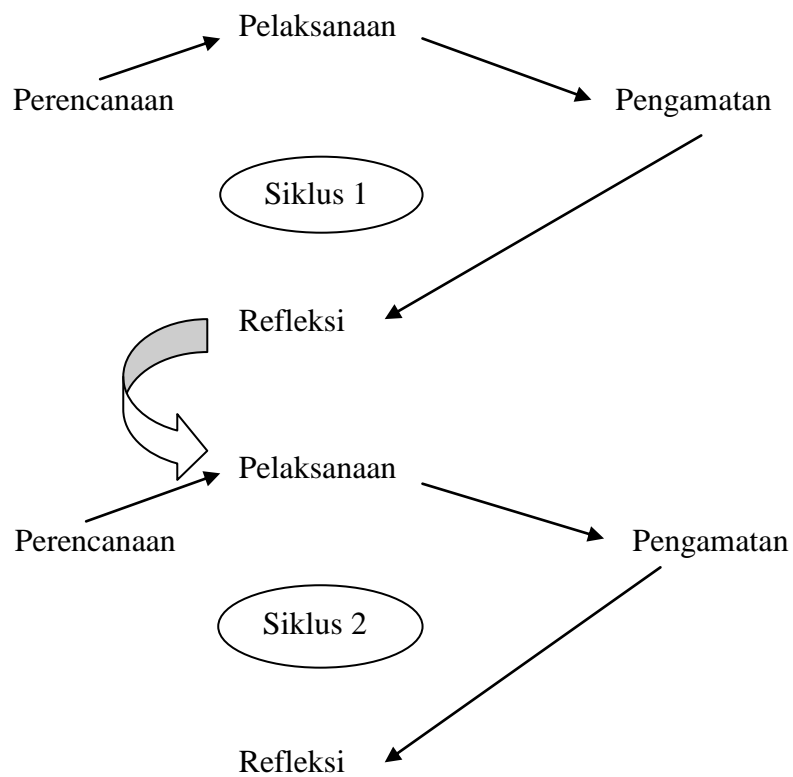 Pelaksanaan
Perencanaan
Pengamatan
Siklus 1
Refleksi
Pelaksanaan
Perencanaan
Pengamatan
Siklus 2
Refleksi